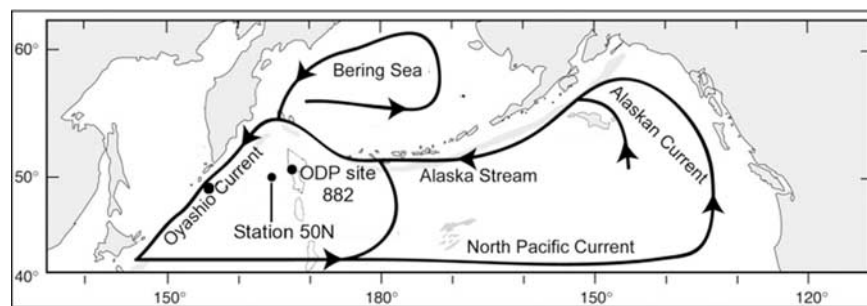 60°
50°
40°
Bering Sea
Alaskan Current
Oyashio Current
ODP site
882
Alaska Stream
Station 50N
North Pacific Current
150°
180°
150°
120°